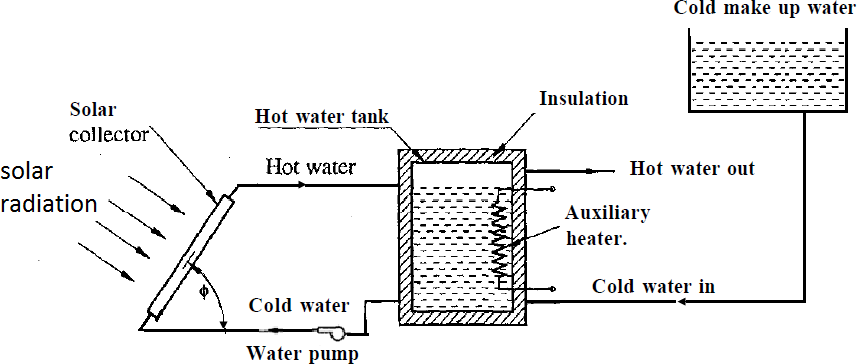 Cold make up water
Solar
collector
Hot water tank
Insulation
Hot water
Hot water out
solar
radiation
Auxiliary
heater.
ϕ
Cold water
Cold water in
Water pump